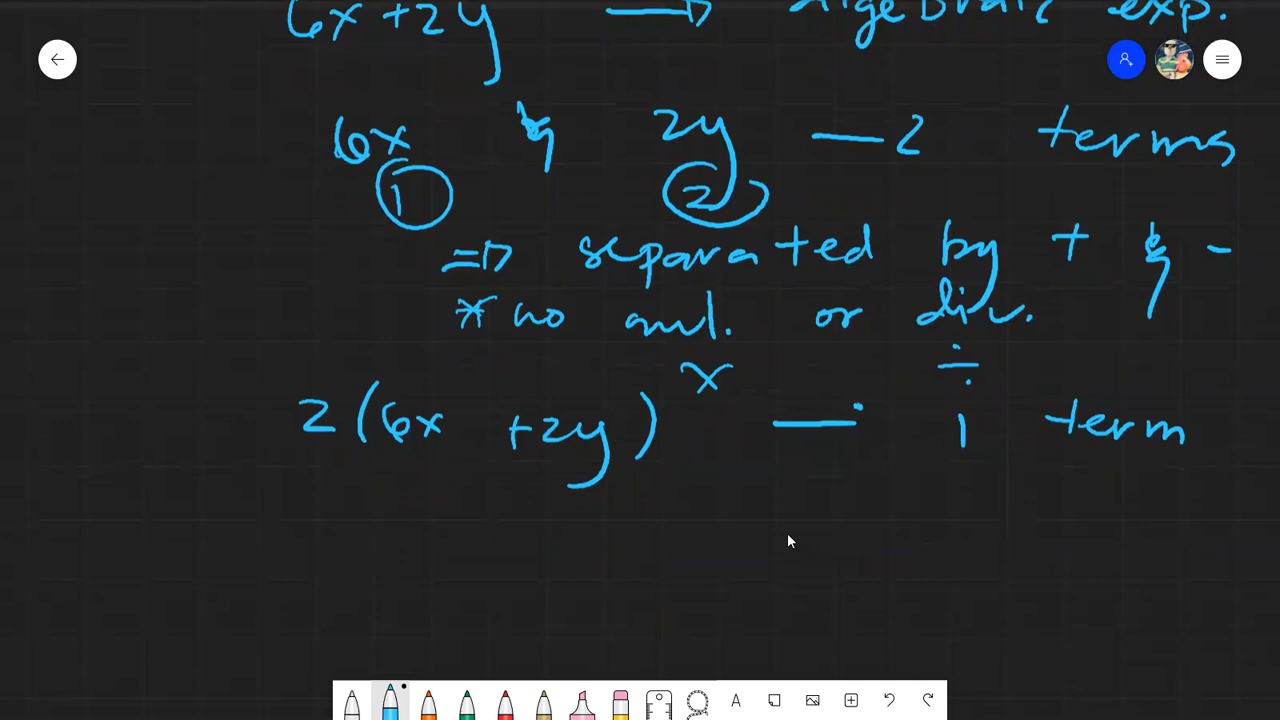 6x + 2y → algebraic exp.
6x & 2y — 2 terms
① ②
⇒ separated by + & -
* no mul. or div.
x ÷
2(6x + 2y) — 1 term
A